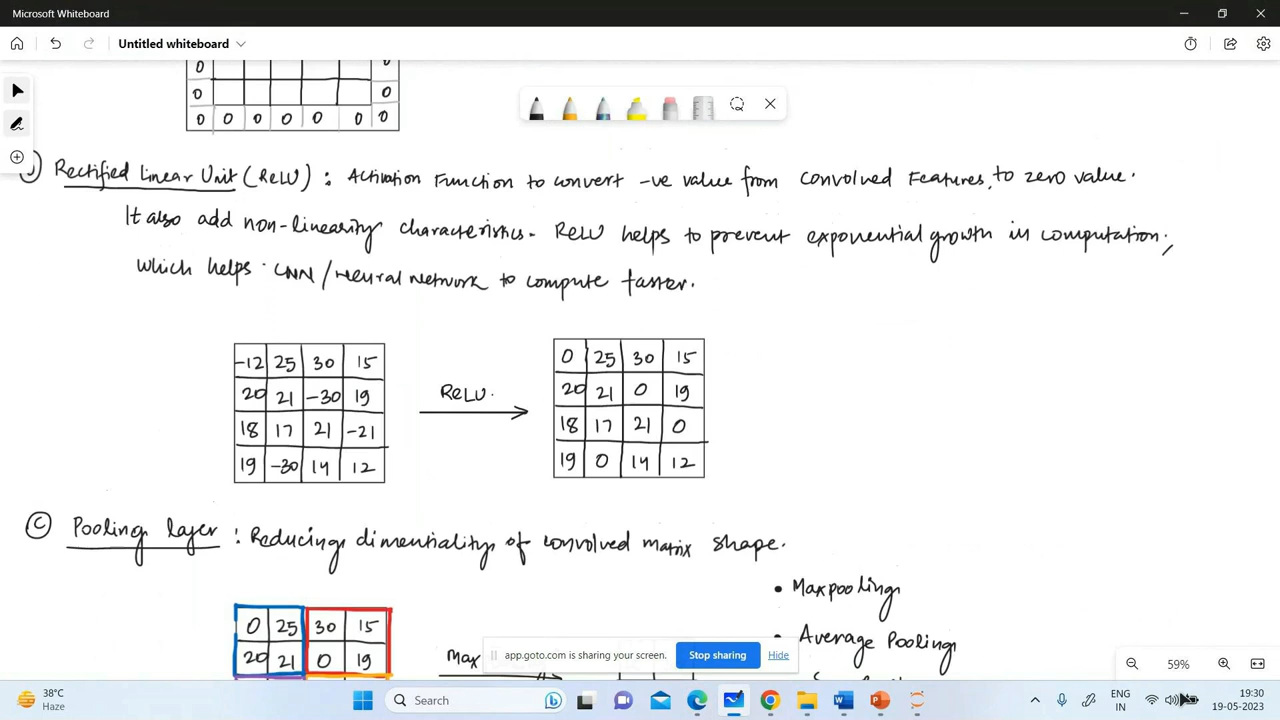 Microsoft Whiteboard
Untitled whiteboard
0 0
0 0
0 0 0 0 0 0 0
Rectified Linear Unit (ReLU) : Activation Function to convert -ve value from Convolved Features, to zero value.
It also add non-linearity characteristics. ReLU helps to prevent exponential growth in computation,
which helps CNN/Neural Network to compute faster.
-12 25 30 15
20 21 -30 19
18 17 21 -21
19 -30 14 12
ReLU.
0 25 30 15
20 21 0 19
18 17 21 0
19 0 14 12
C Pooling layer : Reducing dimentiality of convolved matrix shape.
• Maxpooling
• Average Pooling
0 25 30 15
20 21 0 19
Max
app.goto.com is sharing your screen. Stop sharing Hide
59%
38°C
Haze
Search
ENG
IN
19:30
19-05-2023